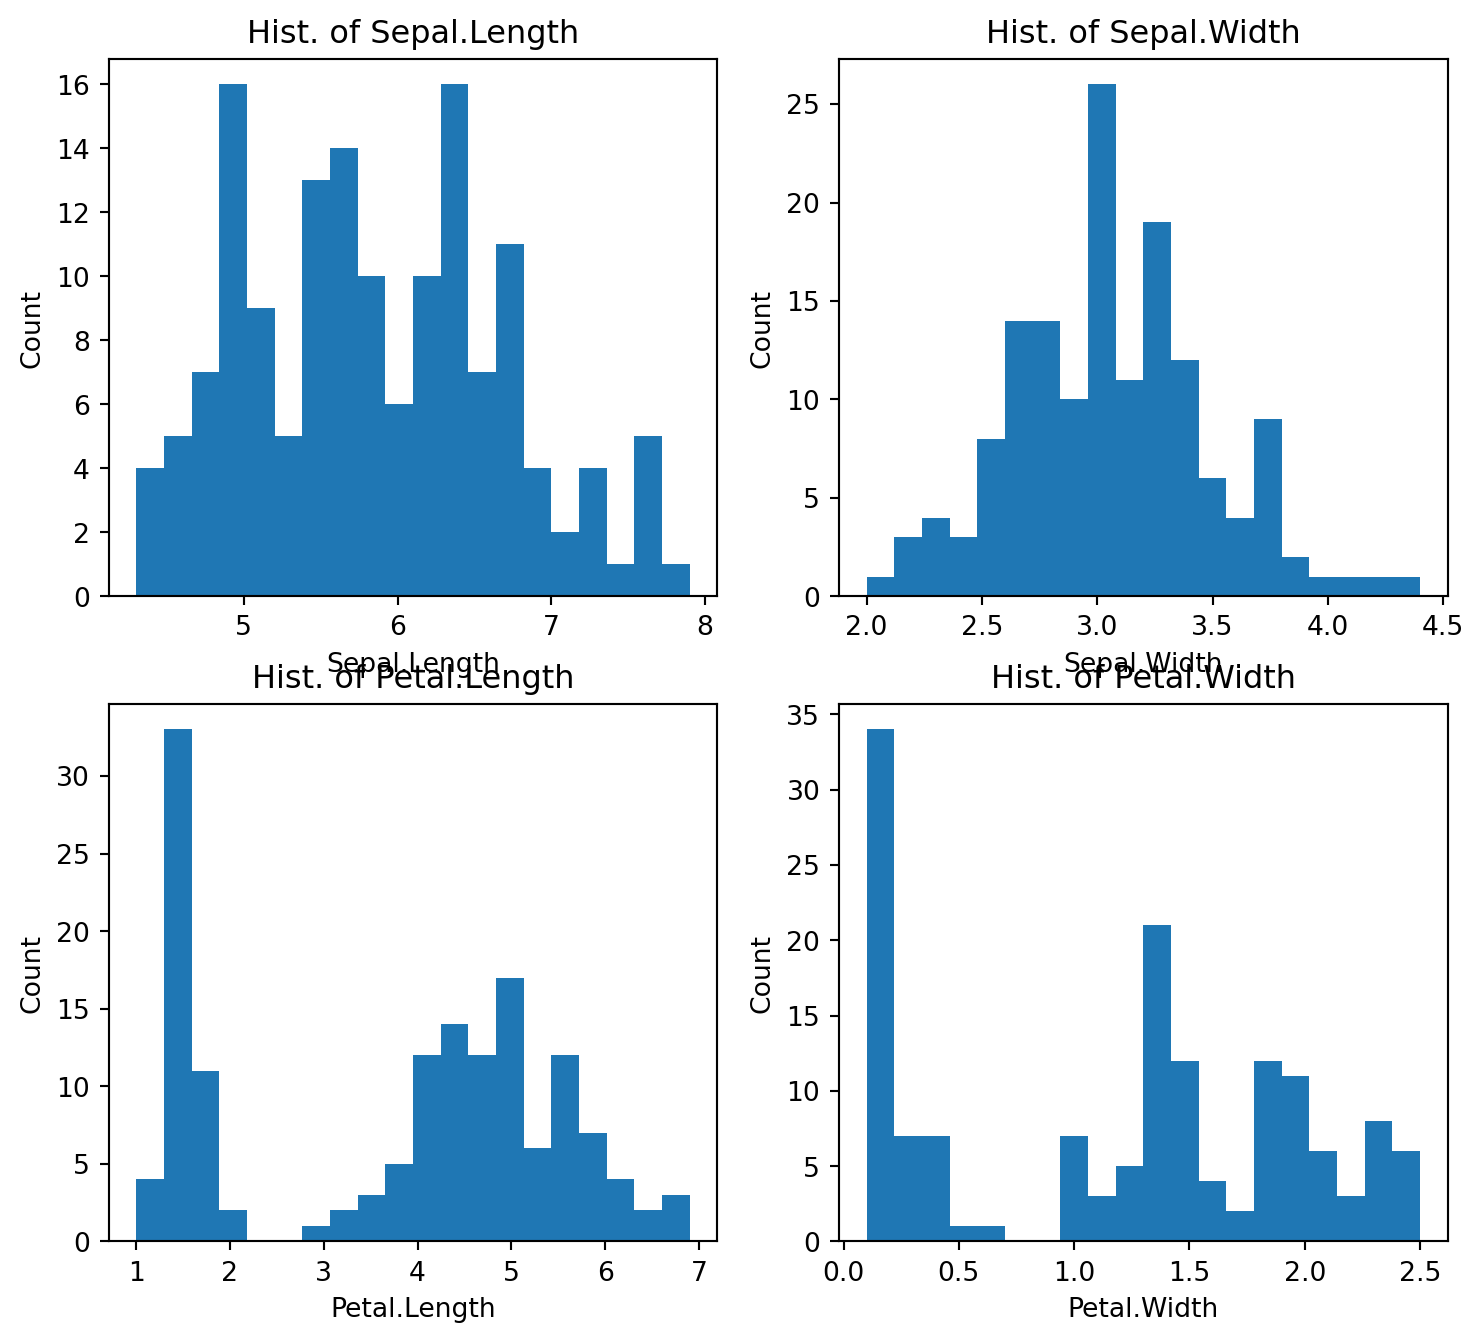 Hist. of Sepal.Length
16
14
12
10
8
6
4
2
0
Count
5 6 7 8
Sepal.Length
Hist. of Sepal.Width
25
20
15
10
5
0
Count
2.0 2.5 3.0 3.5 4.0 4.5
Sepal.Width
Hist. of Petal.Length
30
25
20
15
10
5
0
Count
1 2 3 4 5 6 7
Petal.Length
Hist. of Petal.Width
35
30
25
20
15
10
5
0
Count
0.0 0.5 1.0 1.5 2.0 2.5
Petal.Width